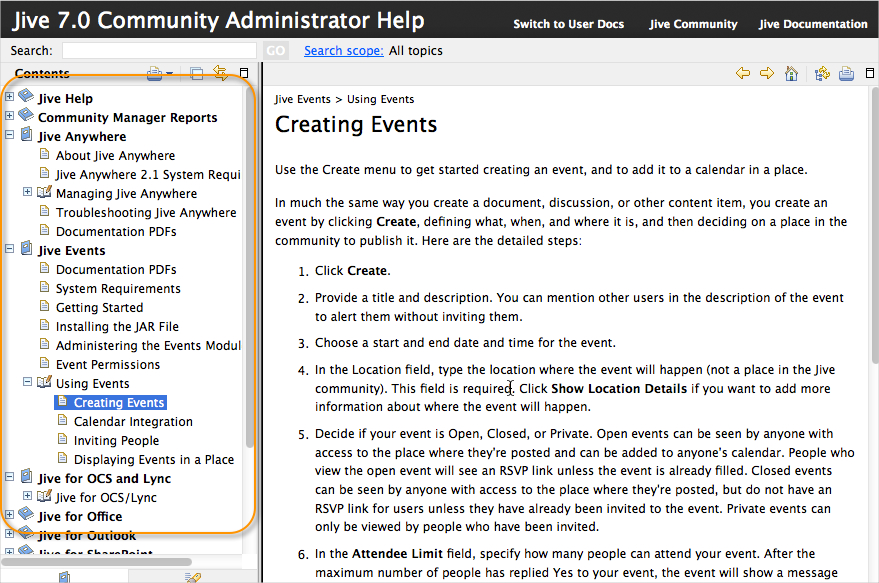 Jive 7.0 Community Administrator Help
Switch to User Docs
Jive Community
Jive Documentation
Search:
GO
Search scope: All topics
Contents
Jive Help
Community Manager Reports
Jive Anywhere
About Jive Anywhere
Jive Anywhere 2.1 System Requi
Managing Jive Anywhere
Troubleshooting Jive Anywhere
Documentation PDFs
Jive Events
Documentation PDFs
System Requirements
Getting Started
Installing the JAR File
Administering the Events Modul
Event Permissions
Using Events
Creating Events
Calendar Integration
Inviting People
Displaying Events in a Place
Jive for OCS and Lync
Jive for OCS/Lync
Jive for Office
Jive for Outlook
Jive for SharePoint
Jive Events > Using Events
Creating Events
Use the Create menu to get started creating an event, and to add it to a calendar in a place.
In much the same way you create a document, discussion, or other content item, you create an
event by clicking Create, defining what, when, and where it is, and then deciding on a place in the
community to publish it. Here are the detailed steps:
1. Click Create.
2. Provide a title and description. You can mention other users in the description of the event
to alert them without inviting them.
3. Choose a start and end date and time for the event.
4. In the Location field, type the location where the event will happen (not a place in the Jive
community). This field is required. Click Show Location Details if you want to add more
information about where the event will happen.
5. Decide if your event is Open, Closed, or Private. Open events can be seen by anyone with
access to the place where they're posted and can be added to anyone's calendar. People who
view the open event will see an RSVP link unless the event is already filled. Closed events
can be seen by anyone with access to the place where they're posted, but do not have an
RSVP link for users unless they have already been invited to the event. Private events can
only be viewed by people who have been invited.
6. In the Attendee Limit field, specify how many people can attend your event. After the
maximum number of people has replied Yes to your event, the event will show a message